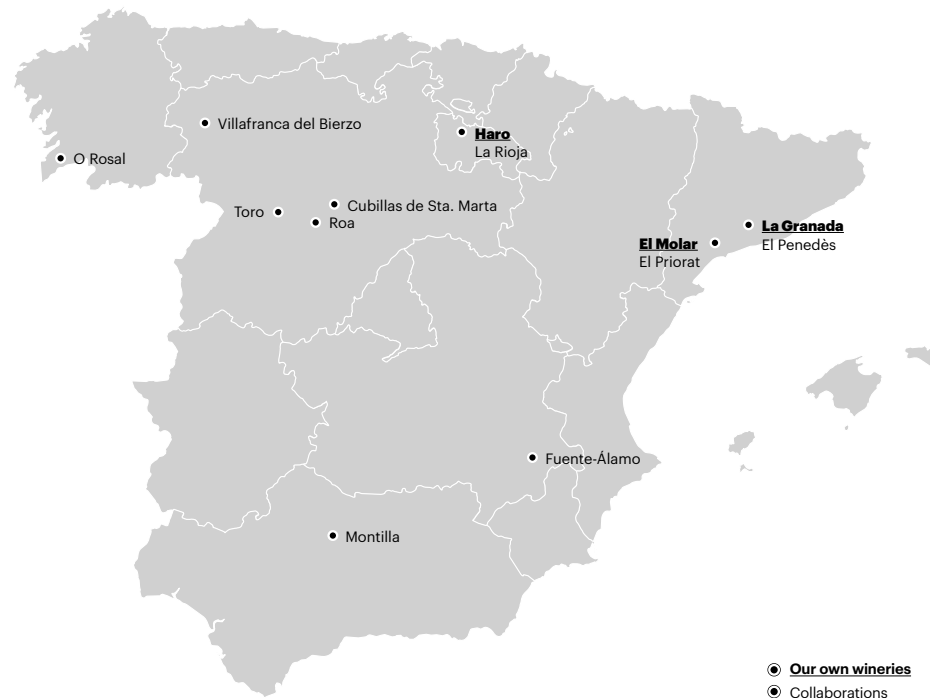 Villafranca del Bierzo
Haro
La Rioja
O Rosal
Cubillas de Sta. Marta
Toro
Roa
La Granada
El Penedès
El Molar
El Priorat
Fuente-Álamo
Montilla
Our own wineries
Collaborations